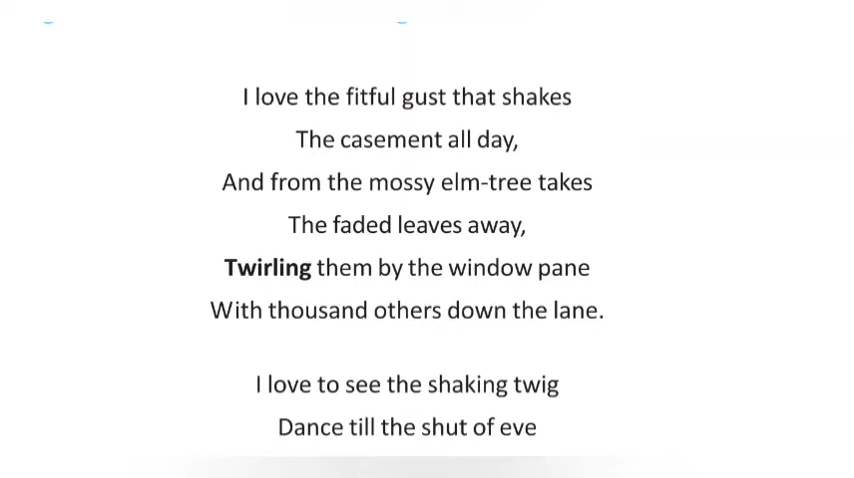 I love the fitful gust that shakes
The casement all day,
And from the mossy elm-tree takes
The faded leaves away,
Twirling them by the window pane
With thousand others down the lane.
I love to see the shaking twig
Dance till the shut of eve